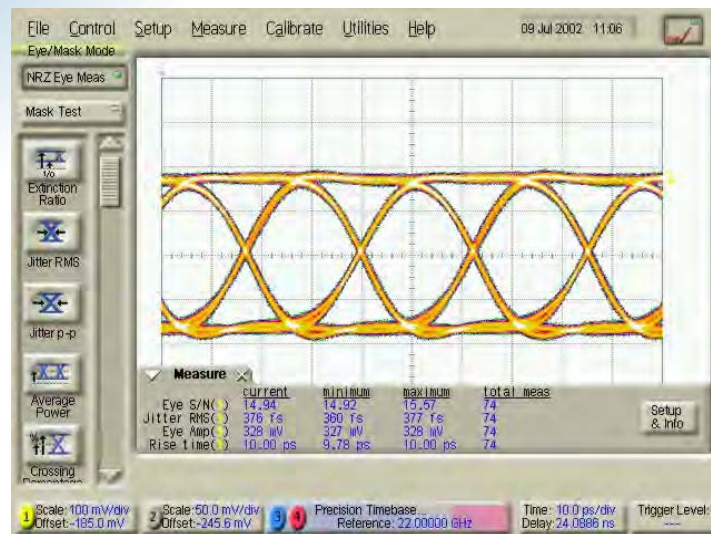 File Control Setup Measure Calibrate Utilities Help 09 Jul 2002 11:06
Eye/Mask Mode
NRZ Eye Meas
Mask Test
Extinction
Ratio
Jitter RMS
Jitter p-p
Average
Power
Crossing
Measure
current minimum maximum total meas
Eye S/N( ) 14.94 14.92 15.57 74
Jitter RMS( ) 376 fs 360 fs 377 fs 74
Eye Amp( ) 328 mV 327 mV 328 mV 74
Rise time( ) 10.00 ps 9.78 ps 10.00 ps 74
Setup
& Info
1 Scale: 100 mV/div
Offset:-185.0 mV
2 Scale:50.0 mV/div
Offset:-245.6 mV
3 4
Precision Timebase...
Reference: 22.00000 GHz
Time: 10.0 ps/div
Delay:24.0886 ns
Trigger Level:
---